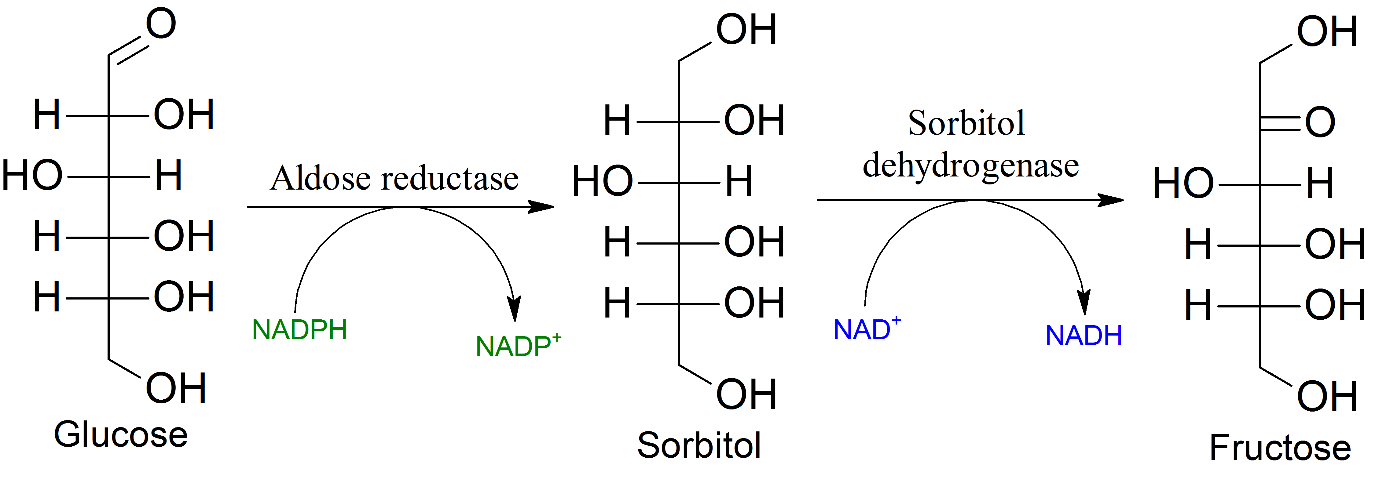 O
H OH
HO H
H OH
H OH
OH
Glucose
Aldose reductase
NADPH NADP⁺
OH
H OH
HO H
H OH
H OH
OH
Sorbitol
Sorbitol
dehydrogenase
NAD⁺ NADH
OH
O
HO H
H OH
H OH
OH
Fructose